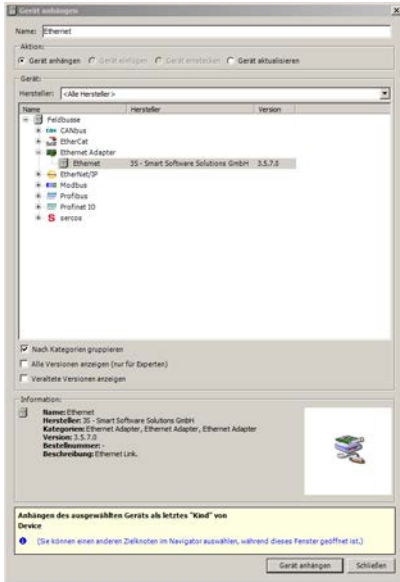 Gerät anhängen
Name: Ethernet
Aktion:
Gerät anhängen Gerät einfügen Gerät einstecken Gerät aktualisieren
Gerät:
Hersteller: <Alle Hersteller>
Name Hersteller Version
Feldbusse
CAN CANbus
EtherCat
Ethernet Adapter
Ethernet 3S - Smart Software Solutions GmbH 3.5.7.0
EtherNet/IP
Modbus
Profibus
Profinet IO
S sercos
Nach Kategorien gruppieren
Alle Versionen anzeigen (nur für Experten)
Veraltete Versionen anzeigen
Information:
Name: Ethernet
Hersteller: 3S - Smart Software Solutions GmbH
Kategorien: Ethernet Adapter, Ethernet Adapter, Ethernet Adapter
Version: 3.5.7.0
Bestellnummer: -
Beschreibung: Ethernet Link.
Anhängen des ausgewählten Geräts als letztes "Kind" von
Device
(Sie können einen anderen Zielknoten im Navigator auswählen, während dieses Fenster geöffnet ist.)
Gerät anhängen Schließen